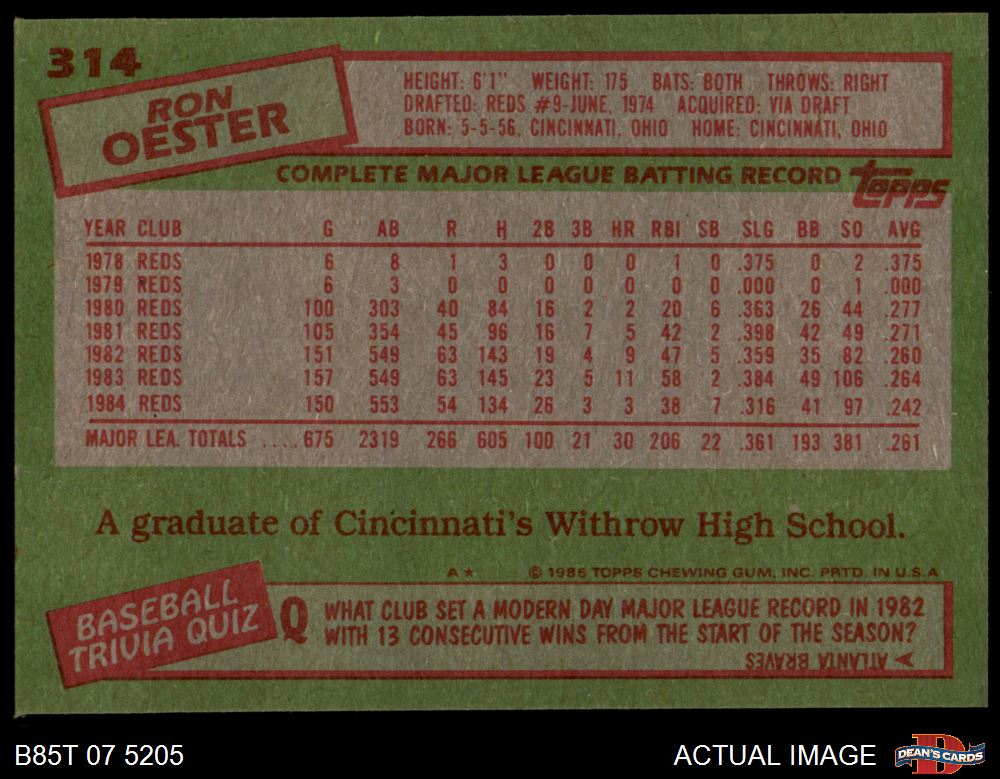 314
RON
OESTER
HEIGHT: 6'1" WEIGHT: 175 BATS: BOTH THROWS: RIGHT
DRAFTED: REDS #9-JUNE, 1974 ACQUIRED: VIA DRAFT
BORN: 5-5-56, CINCINNATI, OHIO HOME: CINCINNATI, OHIO
COMPLETE MAJOR LEAGUE BATTING RECORD topps
YEAR CLUB G AB R H 2B 3B HR RBI SB SLG BB SO AVG
1978 REDS 6 8 1 3 0 0 0 1 0 .375 0 2 .375
1979 REDS 6 3 0 0 0 0 0 0 0 .000 0 1 .000
1980 REDS 100 303 40 84 16 2 2 20 6 .363 26 44 .277
1981 REDS 105 354 45 96 16 7 5 42 2 .398 42 49 .271
1982 REDS 151 549 63 143 19 4 9 47 5 .359 35 82 .260
1983 REDS 157 549 63 145 23 5 11 58 2 .384 49 106 .264
1984 REDS 150 553 54 134 26 3 3 38 7 .316 41 97 .242
MAJOR LEA. TOTALS ....675 2319 266 605 100 21 30 206 22 .361 193 381 .261
A graduate of Cincinnati's Withrow High School.
A★ © 1985 TOPPS CHEWING GUM, INC. PRTD. IN U.S.A
BASEBALL
TRIVIA QUIZ
Q WHAT CLUB SET A MODERN DAY MAJOR LEAGUE RECORD IN 1982
WITH 13 CONSECUTIVE WINS FROM THE START OF THE SEASON?
ATLANTA BRAVES
B85T 07 5205
ACTUAL IMAGE
D
DEAN'S CARDS